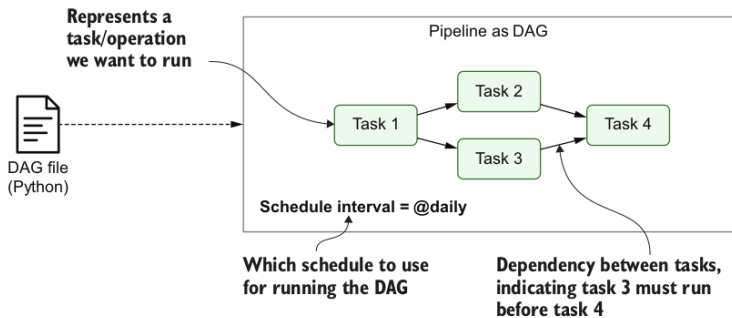 Represents a
task/operation
we want to run
Pipeline as DAG
Task 1
Task 2
Task 3
Task 4
DAG file
(Python)
Schedule interval = @daily
Which schedule to use
for running the DAG
Dependency between tasks,
indicating task 3 must run
before task 4